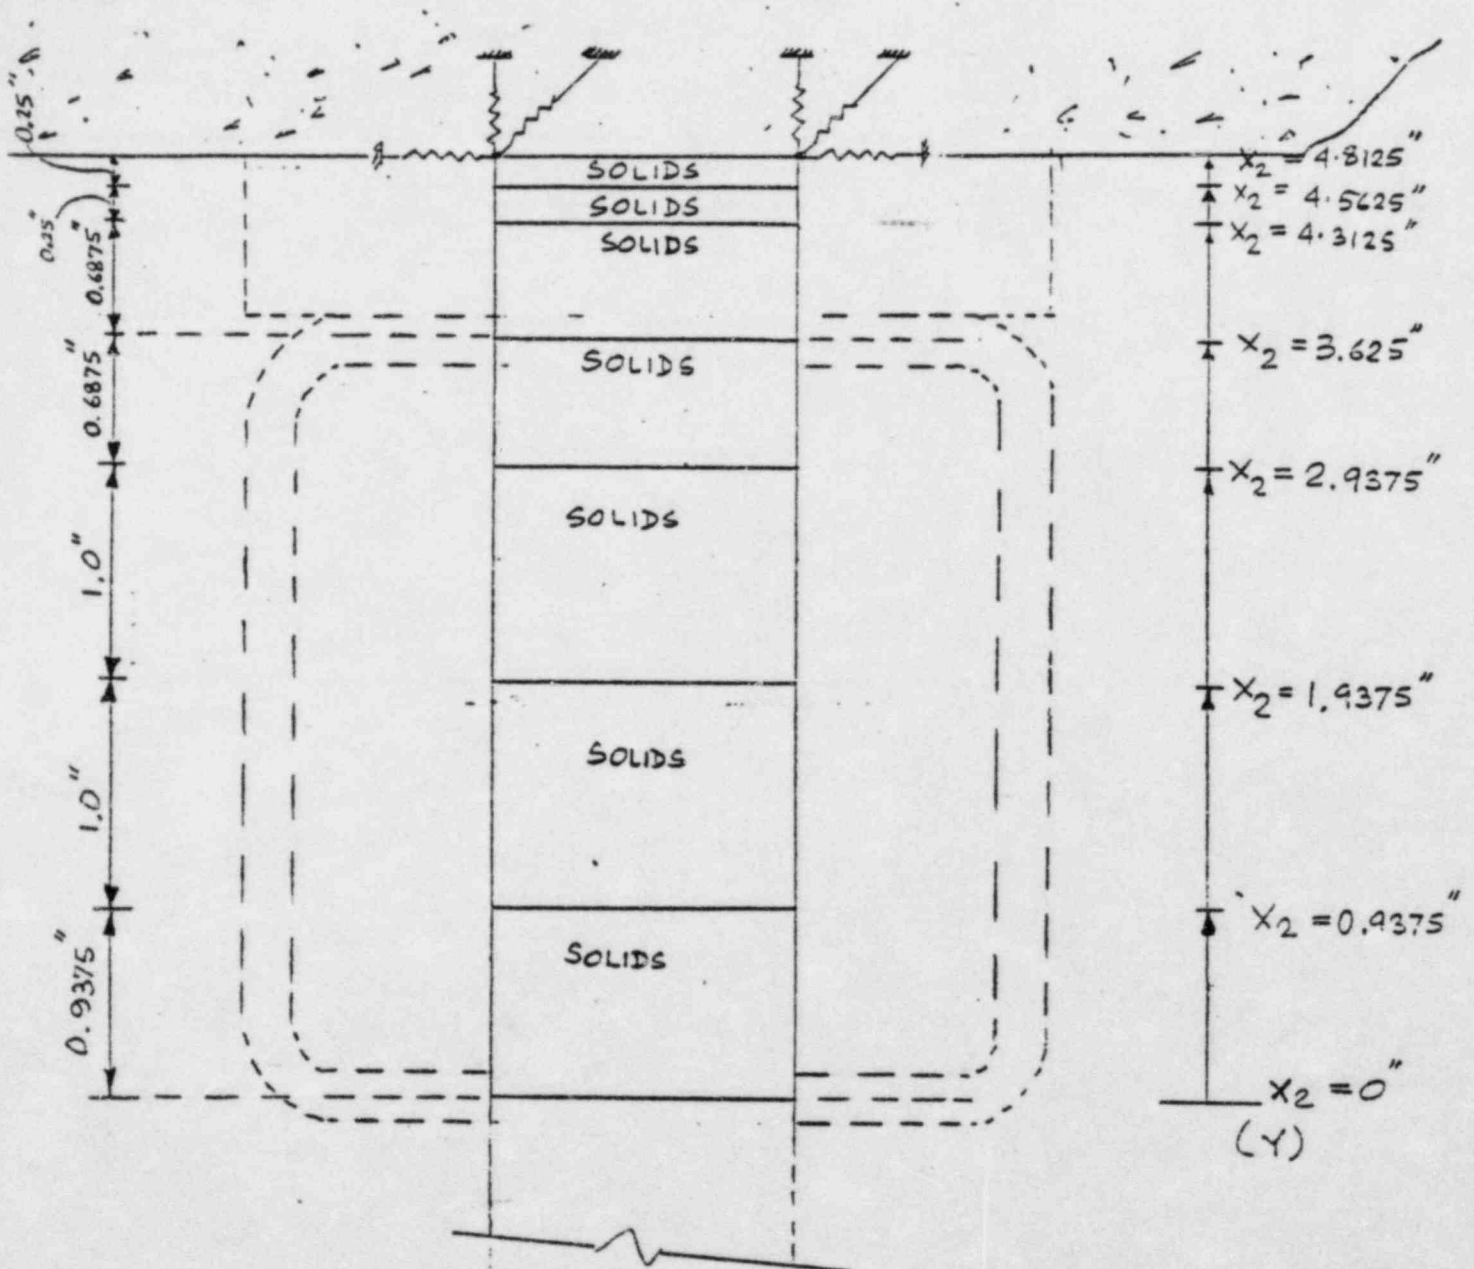 0.25"
SOLIDS
X2 = 4.8125"
SOLIDS
X2 = 4.5625"
0.25"
SOLIDS
X2 = 4.3125"
0.6875"
X2 = 3.625"
SOLIDS
0.6875"
X2 = 2.9375"
SOLIDS
1.0"
X2 = 1.9375"
SOLIDS
1.0"
X2 = 0.9375"
SOLIDS
0.9375"
X2 = 0"
(Y)